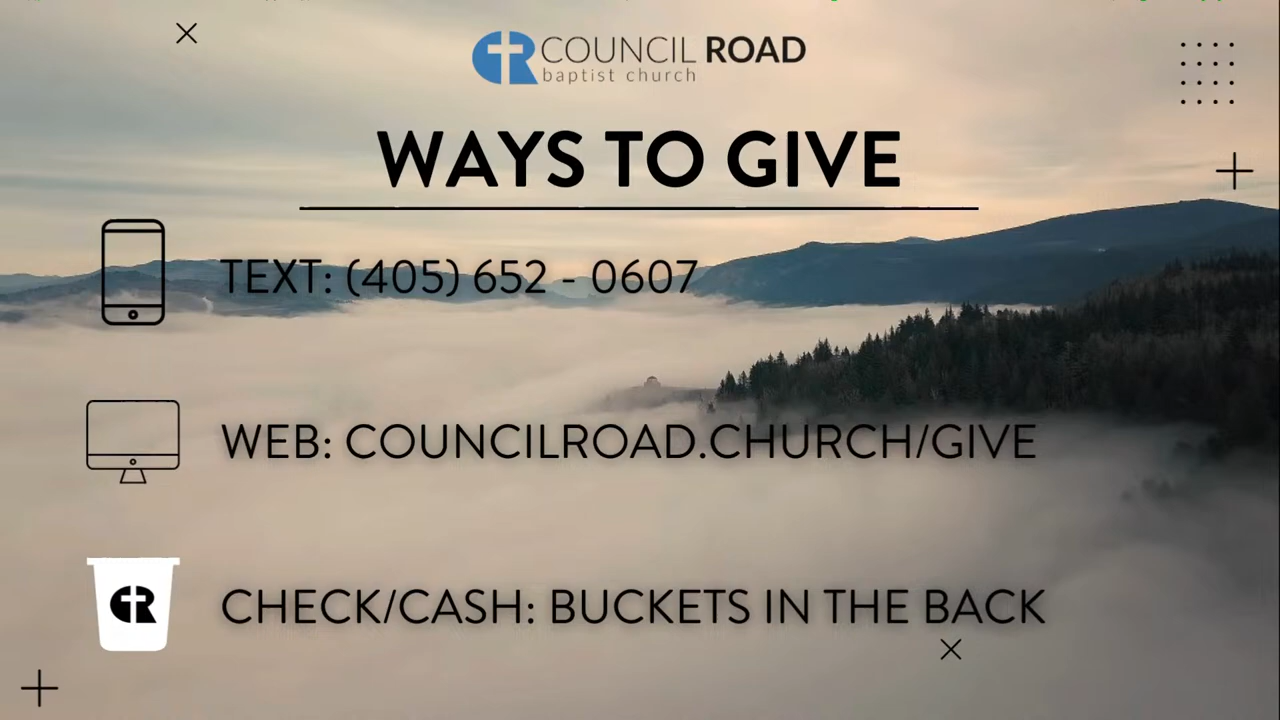 COUNCIL ROAD
baptist church
WAYS TO GIVE
TEXT: (405) 652 - 0607
WEB: COUNCILROAD.CHURCH/GIVE
CHECK/CASH: BUCKETS IN THE BACK